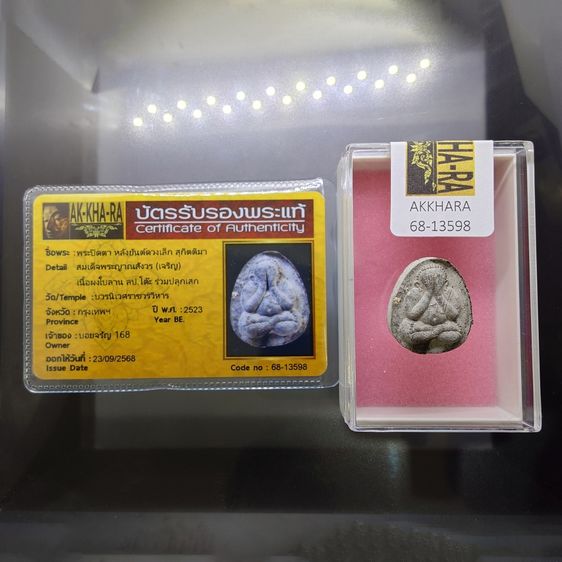 AK-KHA-RA
บัตรรับรองพระแท้
Certificate of Authenticity
ชื่อพระ : พระปิดตา หลังยันต์ดวงเล็ก สุกิตติมา
Detail สมเด็จพระญาณสังวร (เจริญ)
เนื้อผงใบลาน ลป.โต๊ะ ร่วมปลุกเสก
วัด/Temple : บวรนิเวศราชวรวิหาร
จังหวัด : กรุงเทพฯ ปี พ.ศ. : 2523
Province Year BE.
เจ้าของ : บอยจรัญ 168
Owner
ออกให้วันที่ : 23/09/2568
Issue Date Code no : 68-13598
HA-RA
AKKHARA
68-13598